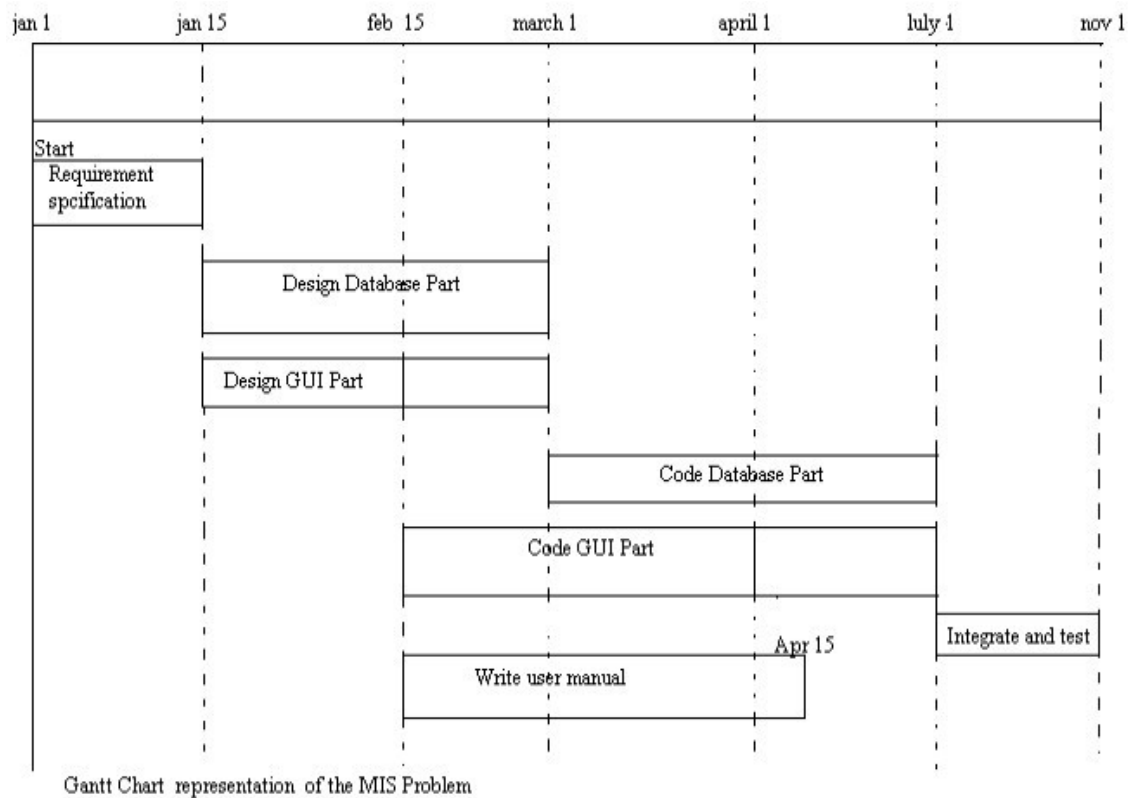 jan 1 jan 15 feb 15 march 1 april 1 luly 1 nov 1
Start
Requirement
spcification
Design Database Part
Design GUI Part
Code Database Part
Code GUI Part
Integrate and test
Apr 15
Write user manual
Gantt Chart representation of the MIS Problem